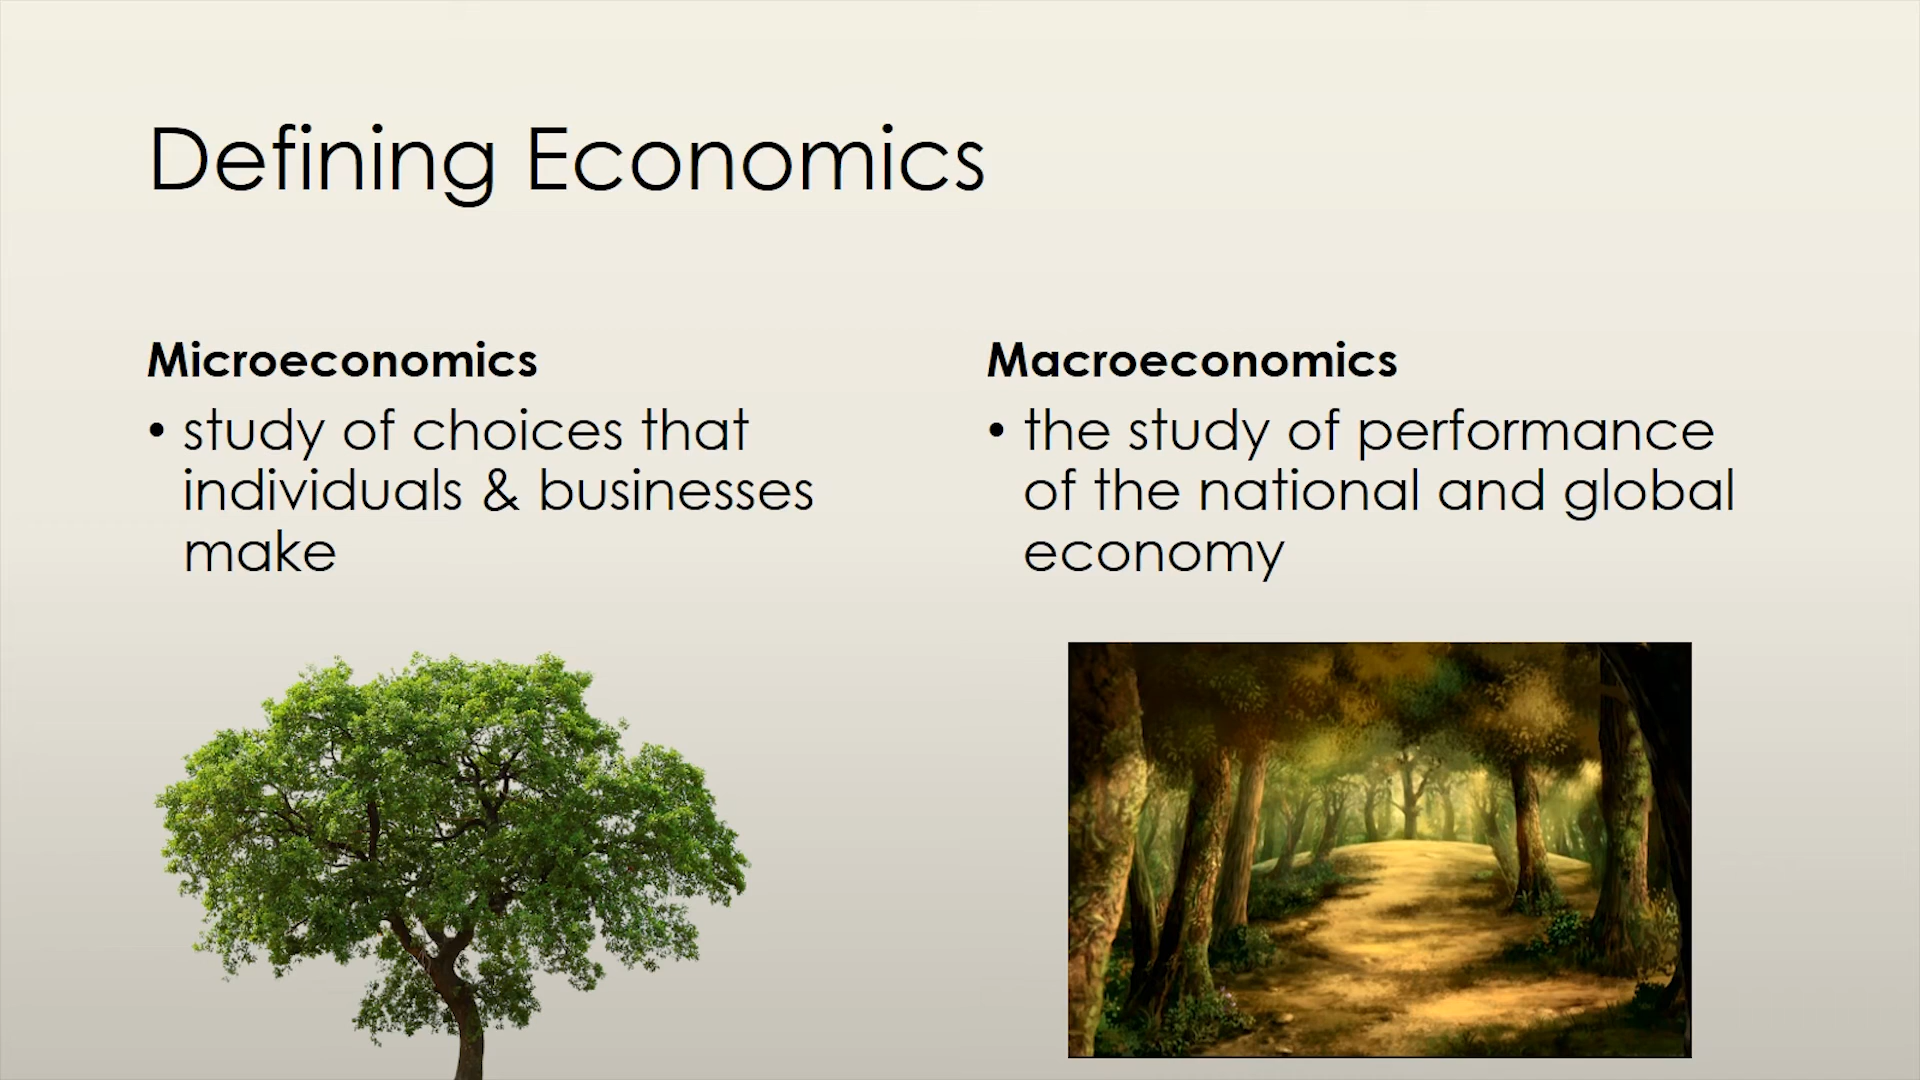 Defining Economics
Microeconomics
• study of choices that
individuals & businesses
make
Macroeconomics
• the study of performance
of the national and global
economy